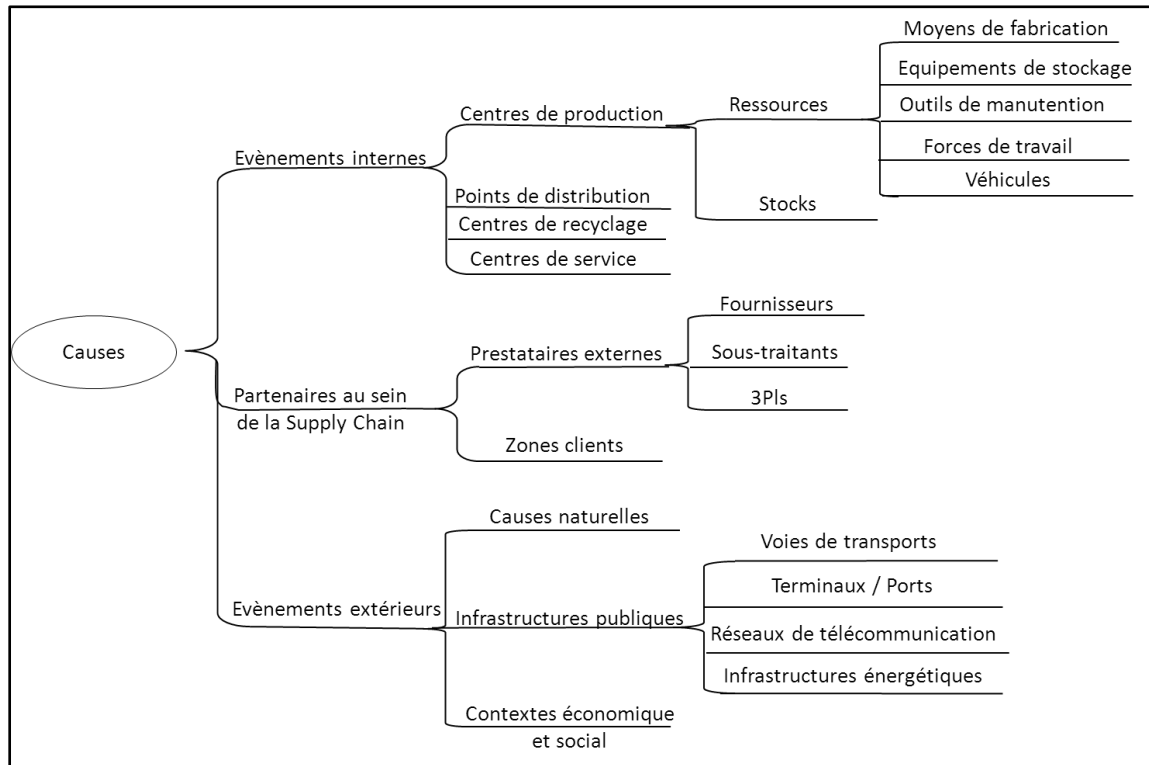 Causes
Evènements internes
Centres de production
Ressources
Moyens de fabrication
Equipements de stockage
Outils de manutention
Forces de travail
Véhicules
Stocks
Points de distribution
Centres de recyclage
Centres de service
Partenaires au sein
de la Supply Chain
Prestataires externes
Fournisseurs
Sous-traitants
3Pls
Zones clients
Evènements extérieurs
Causes naturelles
Infrastructures publiques
Voies de transports
Terminaux / Ports
Réseaux de télécommunication
Infrastructures énergétiques
Contextes économique
et social